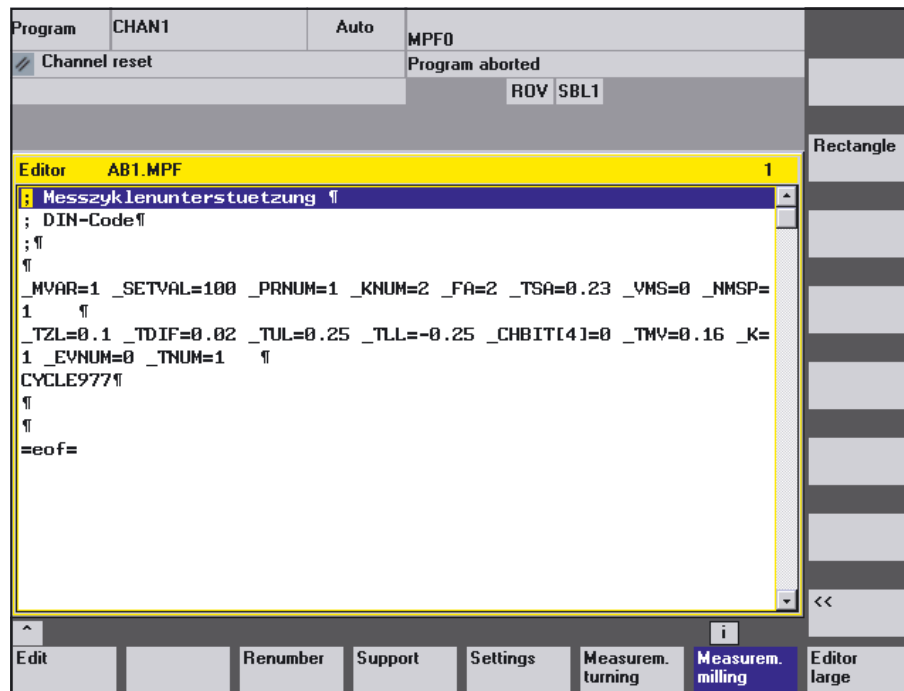 Program CHAN1 Auto MPF0
Channel reset Program aborted
ROV SBL1
Rectangle
Editor AB1.MPF 1
; Messzyklenunterstuetzung ¶
; DIN-Code¶
;¶
¶
_MVAR=1 _SETVAL=100 _PRNUM=1 _KNUM=2 _FA=2 _TSA=0.23 _VMS=0 _NMSP=
1 ¶
_TZL=0.1 _TDIF=0.02 _TUL=0.25 _TLL=-0.25 _CHBIT[4]=0 _TMV=0.16 _K=
1 _EVNUM=0 _TNUM=1 ¶
CYCLE977¶
¶
¶
=eof=
<<
^ i
Edit Renumber Support Settings Measurem. turning Measurem. milling Editor large